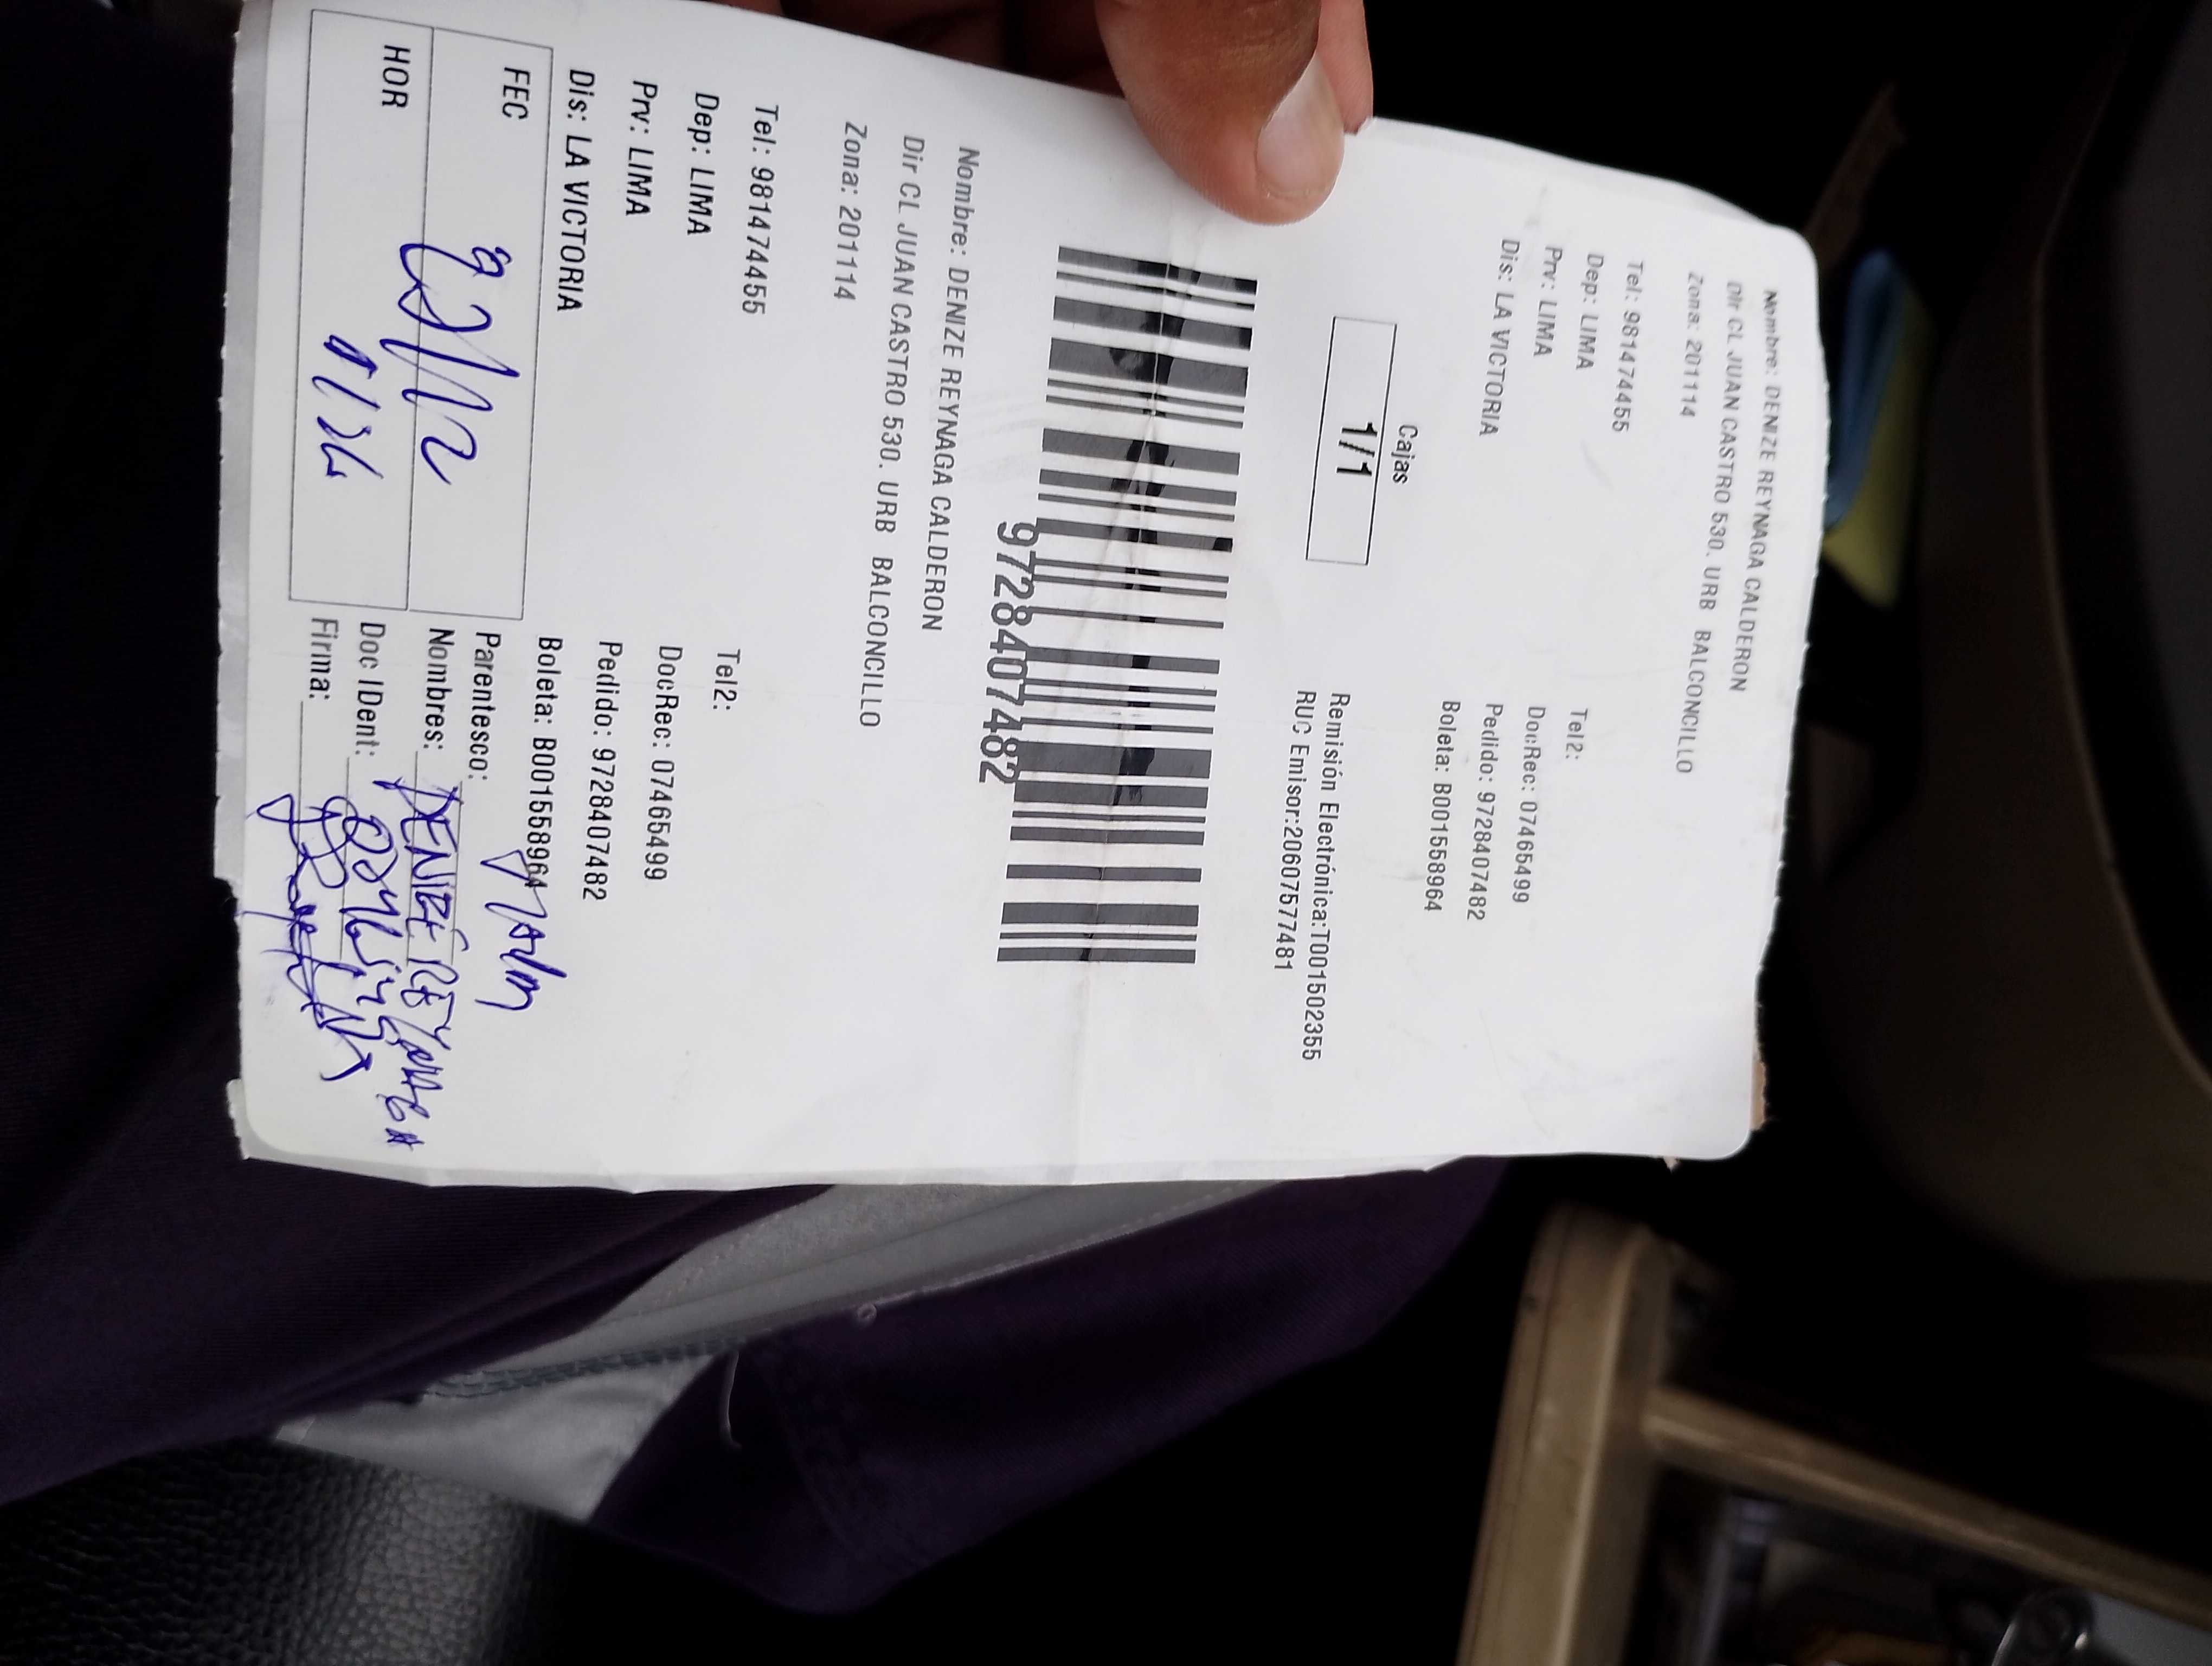 Nombre: DENIZE REYNAGA CALDERON
Dir CL JUAN CASTRO 530. URB BALCONCILLO
Zona: 201114
Tel: 981474455
Tel2:
Dep: LIMA
DocRec: 07465499
Prv: LIMA
Pedido: 9728407482
Dis: LA VICTORIA
Boleta: B001558964
Cajas
1/1
Remisión Electrónica:T001502355
RUC Emisor:20607577481
9728407482
Nombre: DENIZE REYNAGA CALDERON
Dir CL JUAN CASTRO 530. URB BALCONCILLO
Zona: 201114
Tel: 981474455
Tel2:
Dep: LIMA
DocRec: 07465499
Prv: LIMA
Pedido: 9728407482
Dis: LA VICTORIA
Boleta: B001558964
FEC
Parentesco:
HOR
Nombres: DENIZE REYNAGA
Doc IDent:
Firma: